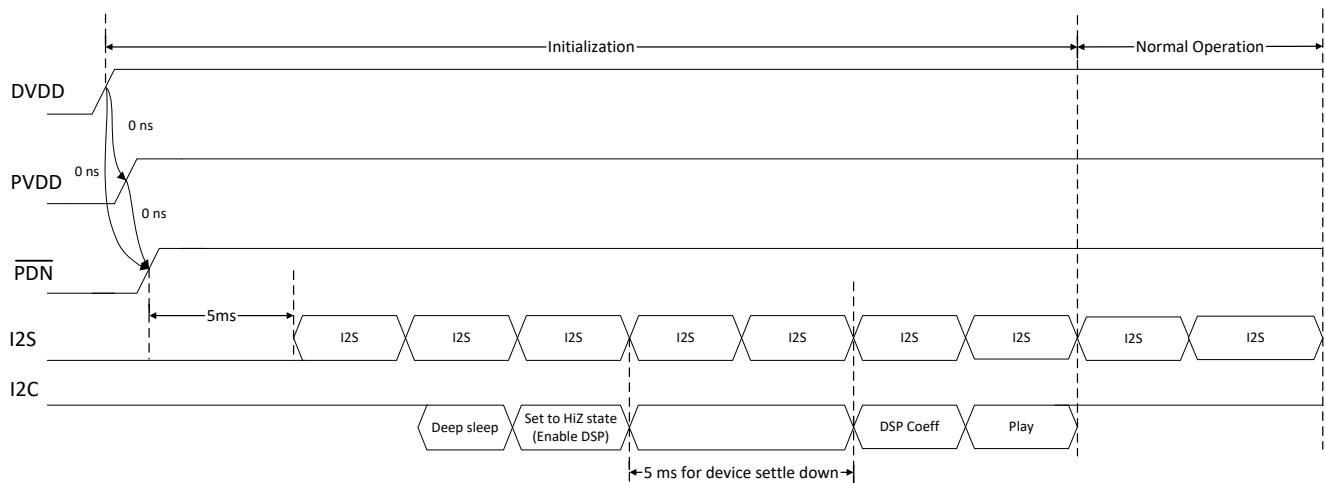 Initialization
Normal Operation
DVDD
0 ns
0 ns
PVDD
0 ns
PDN
5ms
I2S
I2S
I2S
I2S
I2S
I2S
I2S
I2S
I2S
I2S
I2C
Deep sleep
Set to HiZ state
(Enable DSP)
DSP Coeff
Play
5 ms for device settle down